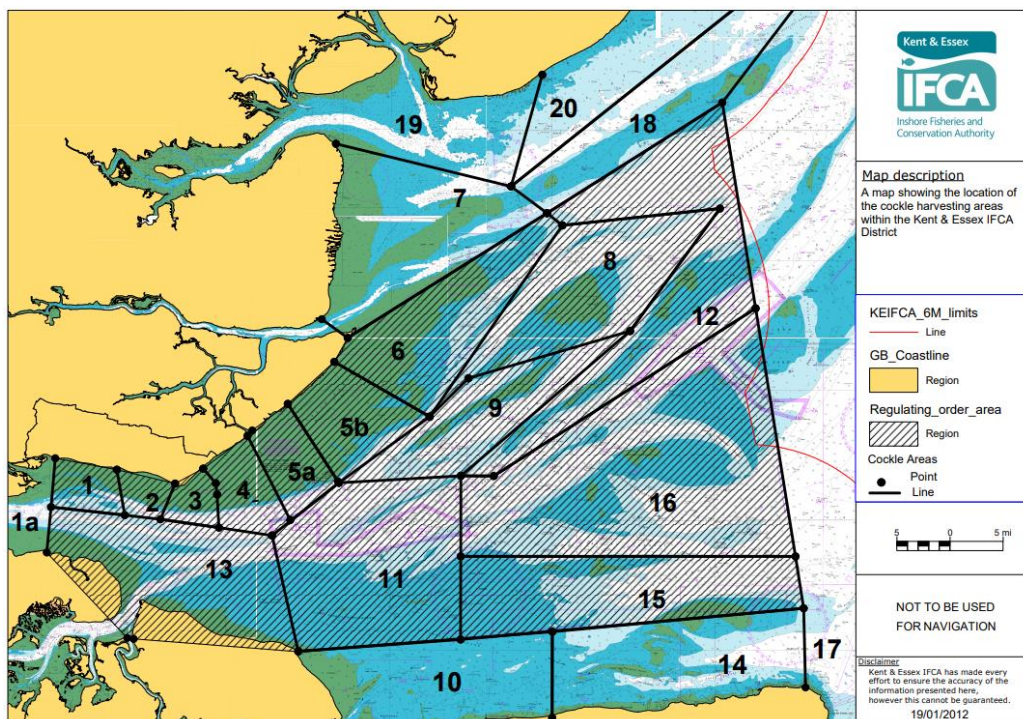 19
20
18
7
8
12
6
9
5b
5a
1
2
3
4
1a
16
13
11
15
10
14
17
Kent & Essex
IFCA
Inshore Fisheries and
Conservation Authority
Map description
A map showing the location of
the cockle harvesting areas
within the Kent & Essex IFCA
District
KEIFCA_6M_limits
Line
GB_Coastline
Region
Regulating_order_area
Region
Cockle Areas
Point
Line
5 0 5 mi
NOT TO BE USED
FOR NAVIGATION
Disclaimer
Kent & Essex IFCA has made every
effort to ensure the accuracy of the
information presented here,
however this cannot be guaranteed.
19/01/2012